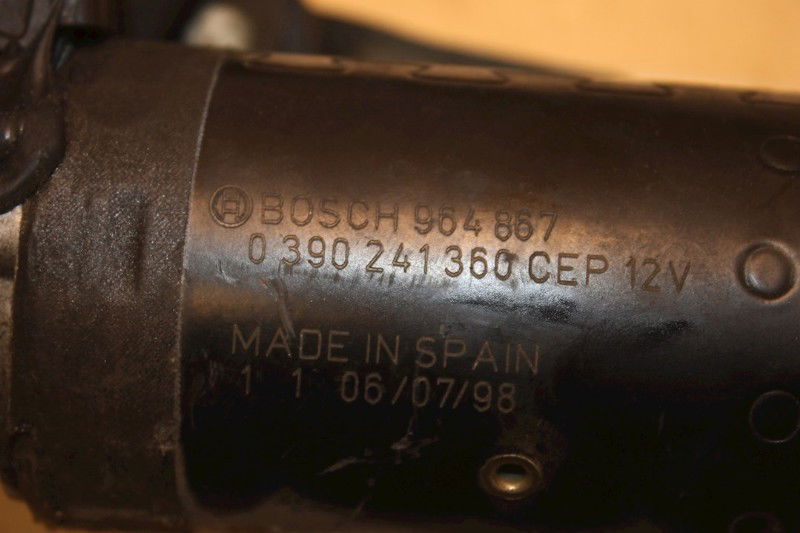 BOSCH 964 867
0 390 241 360 CEP 12V
MADE IN SPAIN
1 1 06/07/98